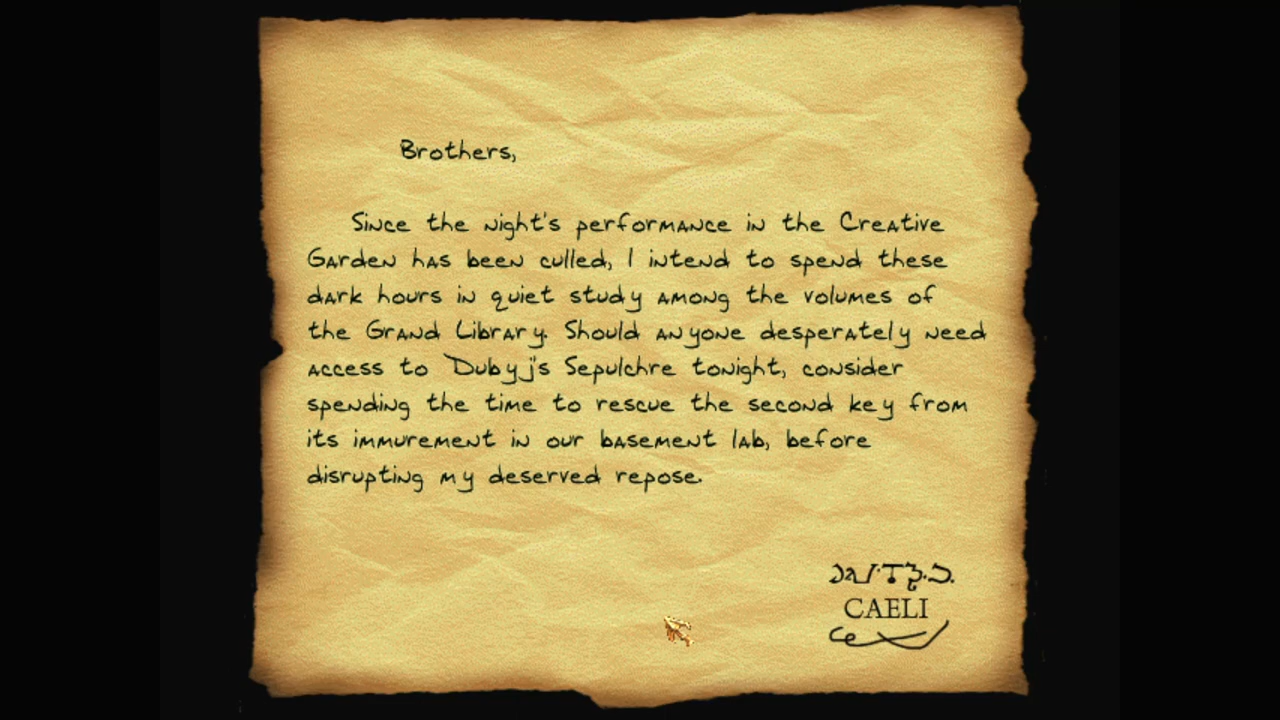 Brothers,
Since the night's performance in the Creative
Garden has been culled, I intend to spend these
dark hours in quiet study among the volumes of
the Grand Library. Should anyone desperately need
access to Dubyj's Sepulchre tonight, consider
spending the time to rescue the second key from
its immurement in our basement lab, before
disrupting my deserved repose.
CAELI